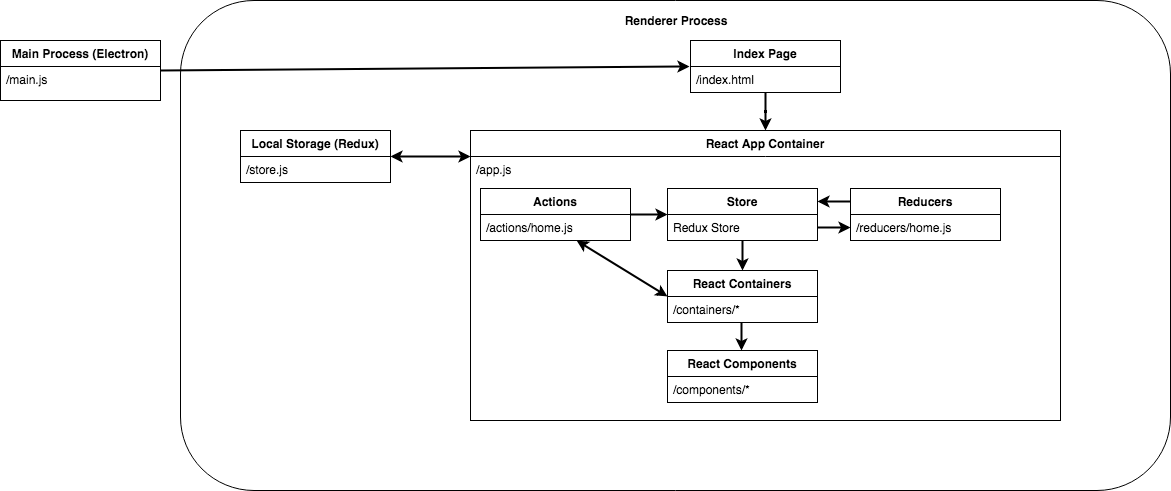 Renderer Process
Main Process (Electron)
/main.js
Index Page
/index.html
Local Storage (Redux)
/store.js
React App Container
/app.js
Actions
/actions/home.js
Store
Redux Store
Reducers
/reducers/home.js
React Containers
/containers/*
React Components
/components/*